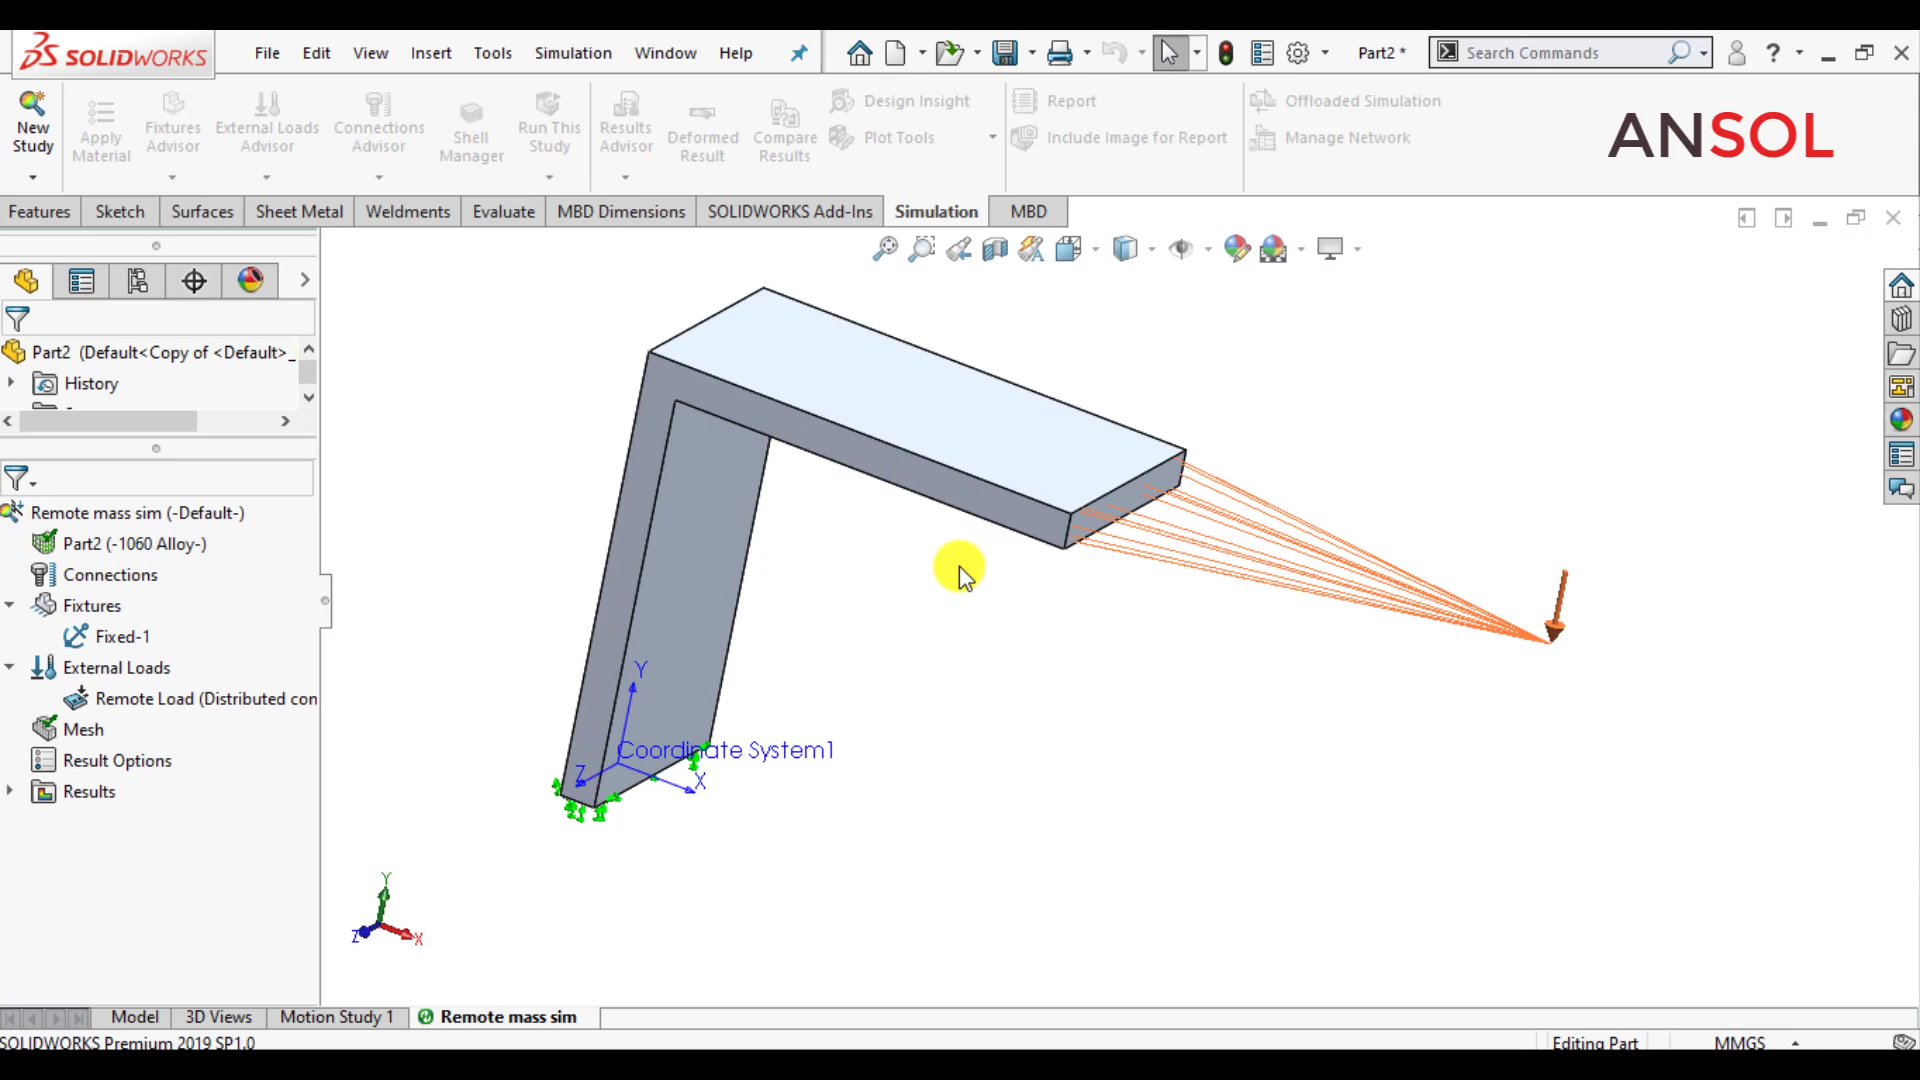 SOLIDWORKS File Edit View Insert Tools Simulation Window Help Part2 * Search Commands ?
New Study
Apply Material
Fixtures Advisor
External Loads Advisor
Connections Advisor
Shell Manager
Run This Study
Results Advisor
Deformed Result
Compare Results
Design Insight
Plot Tools
Report
Include Image for Report
Offloaded Simulation
Manage Network
ANSOL
Features Sketch Surfaces Sheet Metal Weldments Evaluate MBD Dimensions SOLIDWORKS Add-Ins Simulation MBD
Part2 (Default<Copy of <Default>_
History
Remote mass sim (-Default-)
Part2 (-1060 Alloy-)
Connections
Fixtures
Fixed-1
External Loads
Remote Load (Distributed con
Mesh
Result Options
Results
Y
Coordinate System1
Z
X
Y
Z
X
Model 3D Views Motion Study 1 Remote mass sim
SOLIDWORKS Premium 2019 SP1.0 Editing Part MMGS